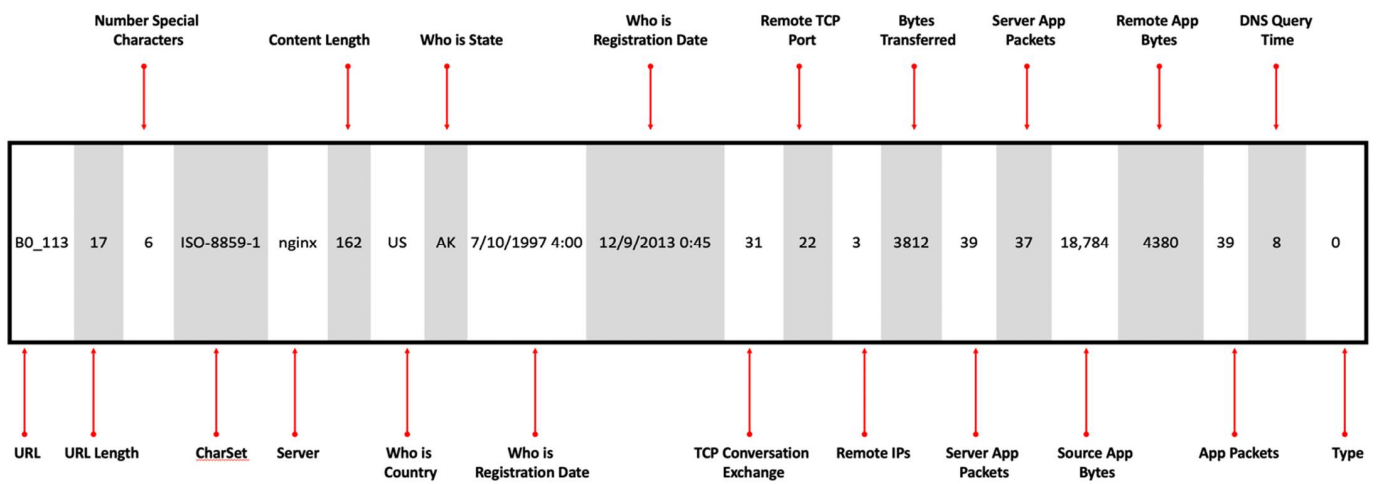 Number Special
Characters
Content Length
Who is State
Who is
Registration Date
Remote TCP
Port
Bytes
Transferred
Server App
Packets
Remote App
Bytes
DNS Query
Time
B0_113 17 6 ISO-8859-1 nginx 162 US AK 7/10/1997 4:00 12/9/2013 0:45 31 22 3 3812 39 37 18,784 4380 39 8 0
URL
URL Length
CharSet
Server
Who is
Country
Who is
Registration Date
TCP Conversation
Exchange
Remote IPs
Server App
Packets
Source App
Bytes
App Packets
Type